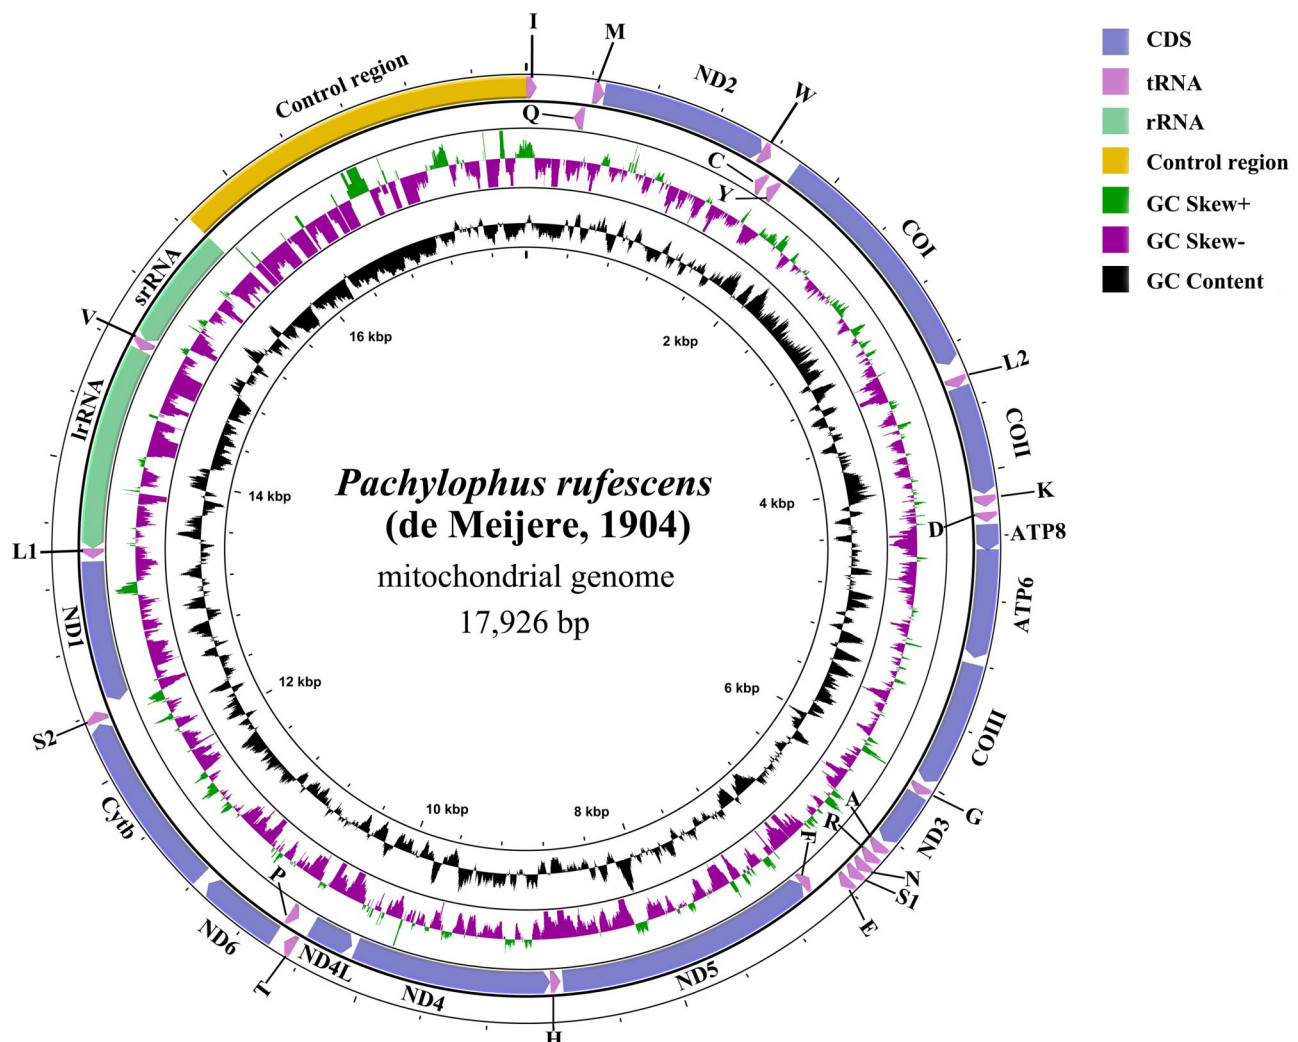 I
M
ND2
W
Q
C
Y
Control region
COI
L2
COII
K
D
ATP8
ATP6
COIII
G
ND3
A
R
N
S1
E
F
ND5
H
ND4
ND4L
T
P
ND6
Cytb
S2
ND1
L1
lrRNA
V
srRNA
2 kbp
4 kbp
6 kbp
8 kbp
10 kbp
12 kbp
14 kbp
16 kbp
Pachylophus rufescens
(de Meijere, 1904)
mitochondrial genome
17,926 bp
CDS
tRNA
rRNA
Control region
GC Skew+
GC Skew-
GC Content